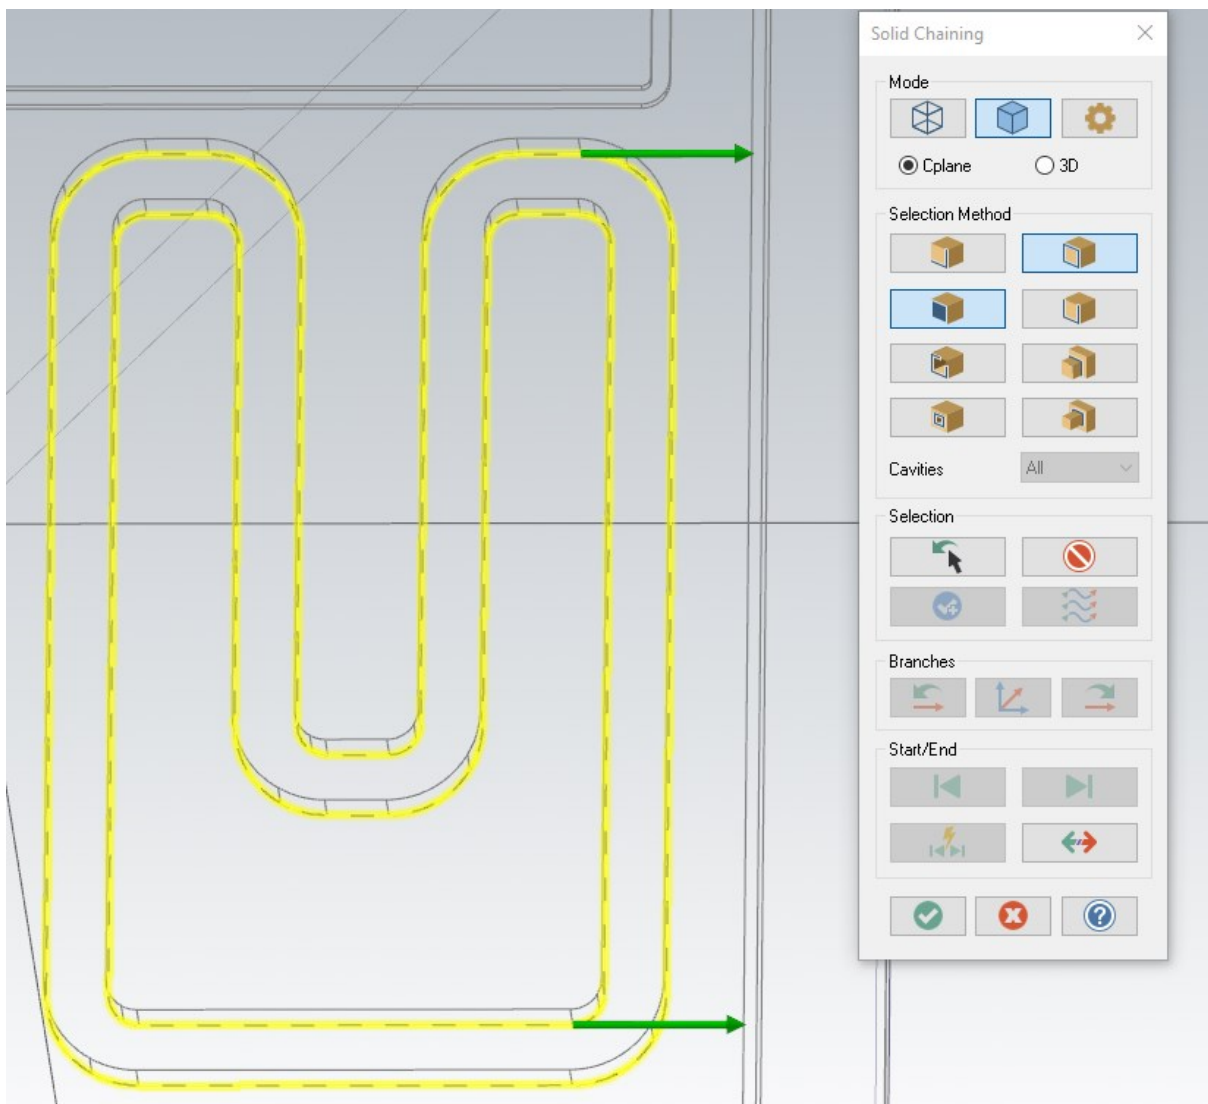 Solid Chaining
Mode
Cplane
3D
Selection Method
Cavities
All
Selection
Branches
Start/End